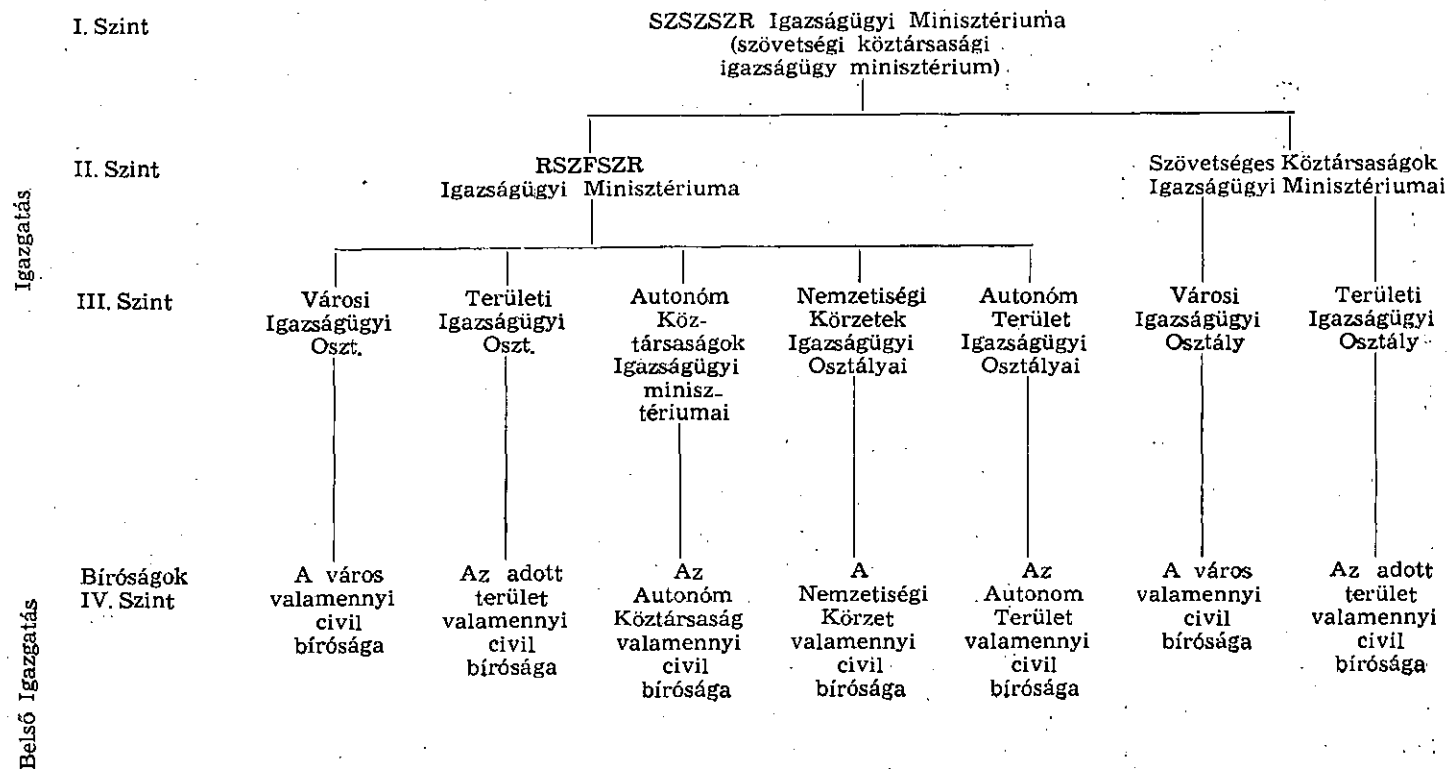 I. Szint
SZSZSZR Igazságügyi Minisztériuma
(szövetségi köztársasági
igazságügy minisztérium)
Igazgatás
II. Szint
RSZFSZR
Igazságügyi Minisztériuma
Szövetséges Köztársaságok
Igazságügyi Minisztériumai
III. Szint
Városi
Igazságügyi
Oszt.
Területi
Igazságügyi
Oszt.
Autonóm
Köz-
társaságok
Igazságügyi
minisz-
tériumai
Nemzetiségi
Körzetek
Igazságügyi
Osztályai
Autonóm
Terület
Igazságügyi
Osztályai
Városi
Igazságügyi
Osztály
Területi
Igazságügyi
Osztály
Belső Igazgatás
Bíróságok
IV. Szint
A város
valamennyi
civil
bírósága
Az adott
terület
valamennyi
civil
bírósága
Az
Autonóm
Köztársaság
valamennyi
civil
bírósága
A
Nemzetiségi
Körzet
valamennyi
civil
bírósága
Az
Autonom
Terület
valamennyi
civil
bírósága
A város
valamennyi
civil
bírósága
Az adott
terület
valamennyi
civil
bírósága